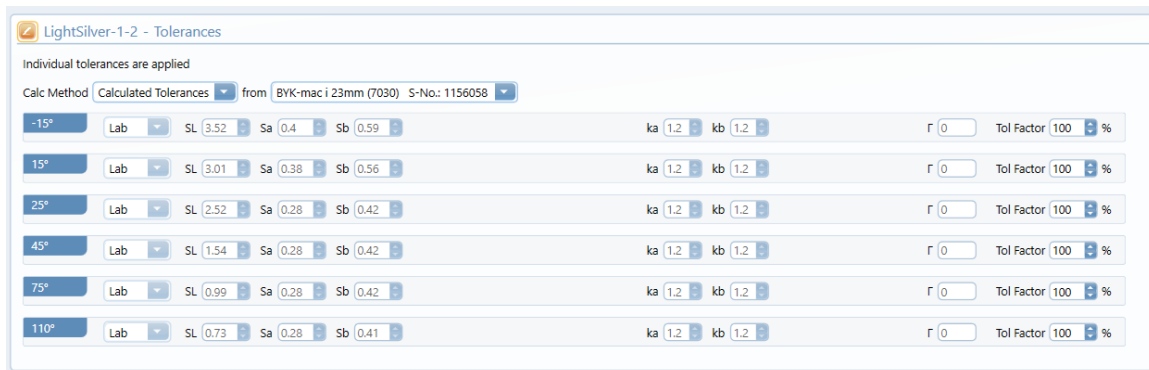 LightSilver-1-2 - Tolerances
Individual tolerances are applied
Calc Method Calculated Tolerances from BYK-mac i 23mm (7030) S-No.: 1156058
-15° Lab SL 3.52 Sa 0.4 Sb 0.59 ka 1.2 kb 1.2 Γ 0 Tol Factor 100 %
15° Lab SL 3.01 Sa 0.38 Sb 0.56 ka 1.2 kb 1.2 Γ 0 Tol Factor 100 %
25° Lab SL 2.52 Sa 0.28 Sb 0.42 ka 1.2 kb 1.2 Γ 0 Tol Factor 100 %
45° Lab SL 1.54 Sa 0.28 Sb 0.42 ka 1.2 kb 1.2 Γ 0 Tol Factor 100 %
75° Lab SL 0.99 Sa 0.28 Sb 0.42 ka 1.2 kb 1.2 Γ 0 Tol Factor 100 %
110° Lab SL 0.73 Sa 0.28 Sb 0.41 ka 1.2 kb 1.2 Γ 0 Tol Factor 100 %